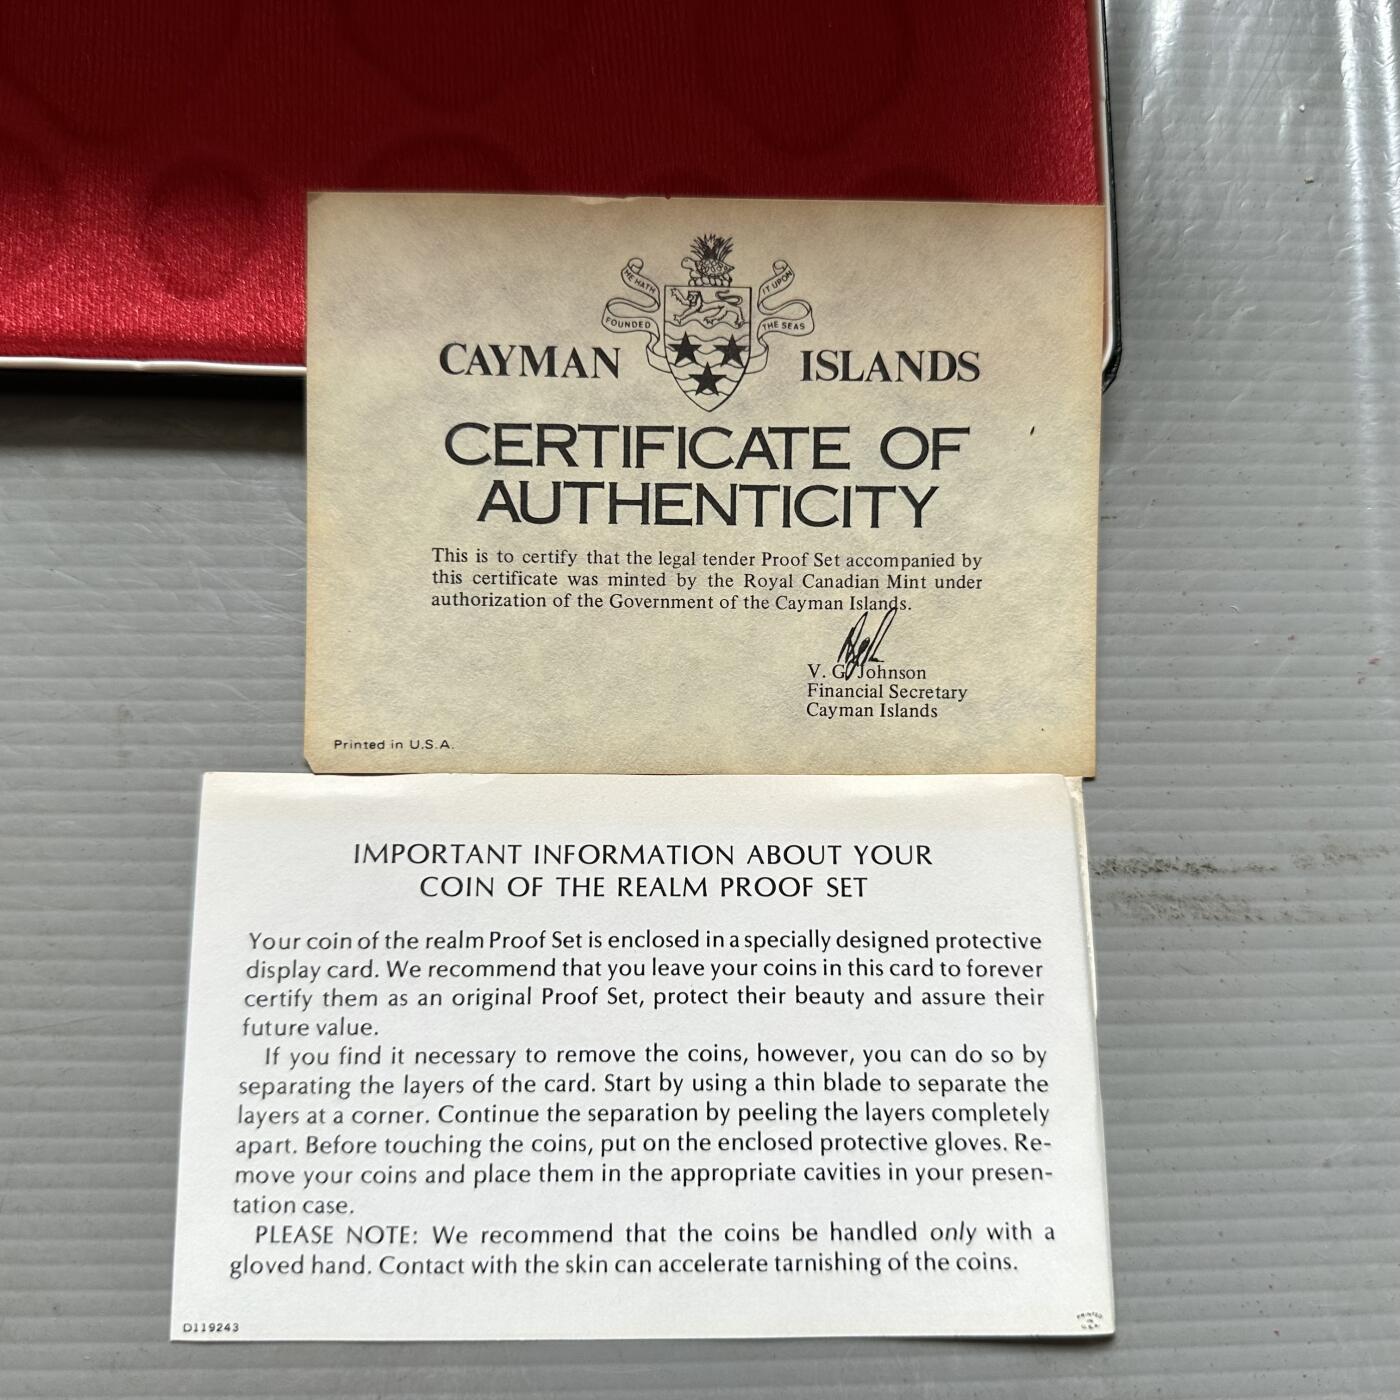 HE HATH
FOUNDED
IT UPON
THE SEAS
CAYMAN ISLANDS
CERTIFICATE OF
AUTHENTICITY
This is to certify that the legal tender Proof Set accompanied by
this certificate was minted by the Royal Canadian Mint under
authorization of the Government of the Cayman Islands.
V. G. Johnson
Financial Secretary
Cayman Islands
Printed in U.S.A.
IMPORTANT INFORMATION ABOUT YOUR
COIN OF THE REALM PROOF SET
Your coin of the realm Proof Set is enclosed in a specially designed protective
display card. We recommend that you leave your coins in this card to forever
certify them as an original Proof Set, protect their beauty and assure their
future value.
If you find it necessary to remove the coins, however, you can do so by
separating the layers of the card. Start by using a thin blade to separate the
layers at a corner. Continue the separation by peeling the layers completely
apart. Before touching the coins, put on the enclosed protective gloves. Re-
move your coins and place them in the appropriate cavities in your presen-
tation case.
PLEASE NOTE: We recommend that the coins be handled only with a
gloved hand. Contact with the skin can accelerate tarnishing of the coins.
D119243
PRINTED
IN
U.S.A.